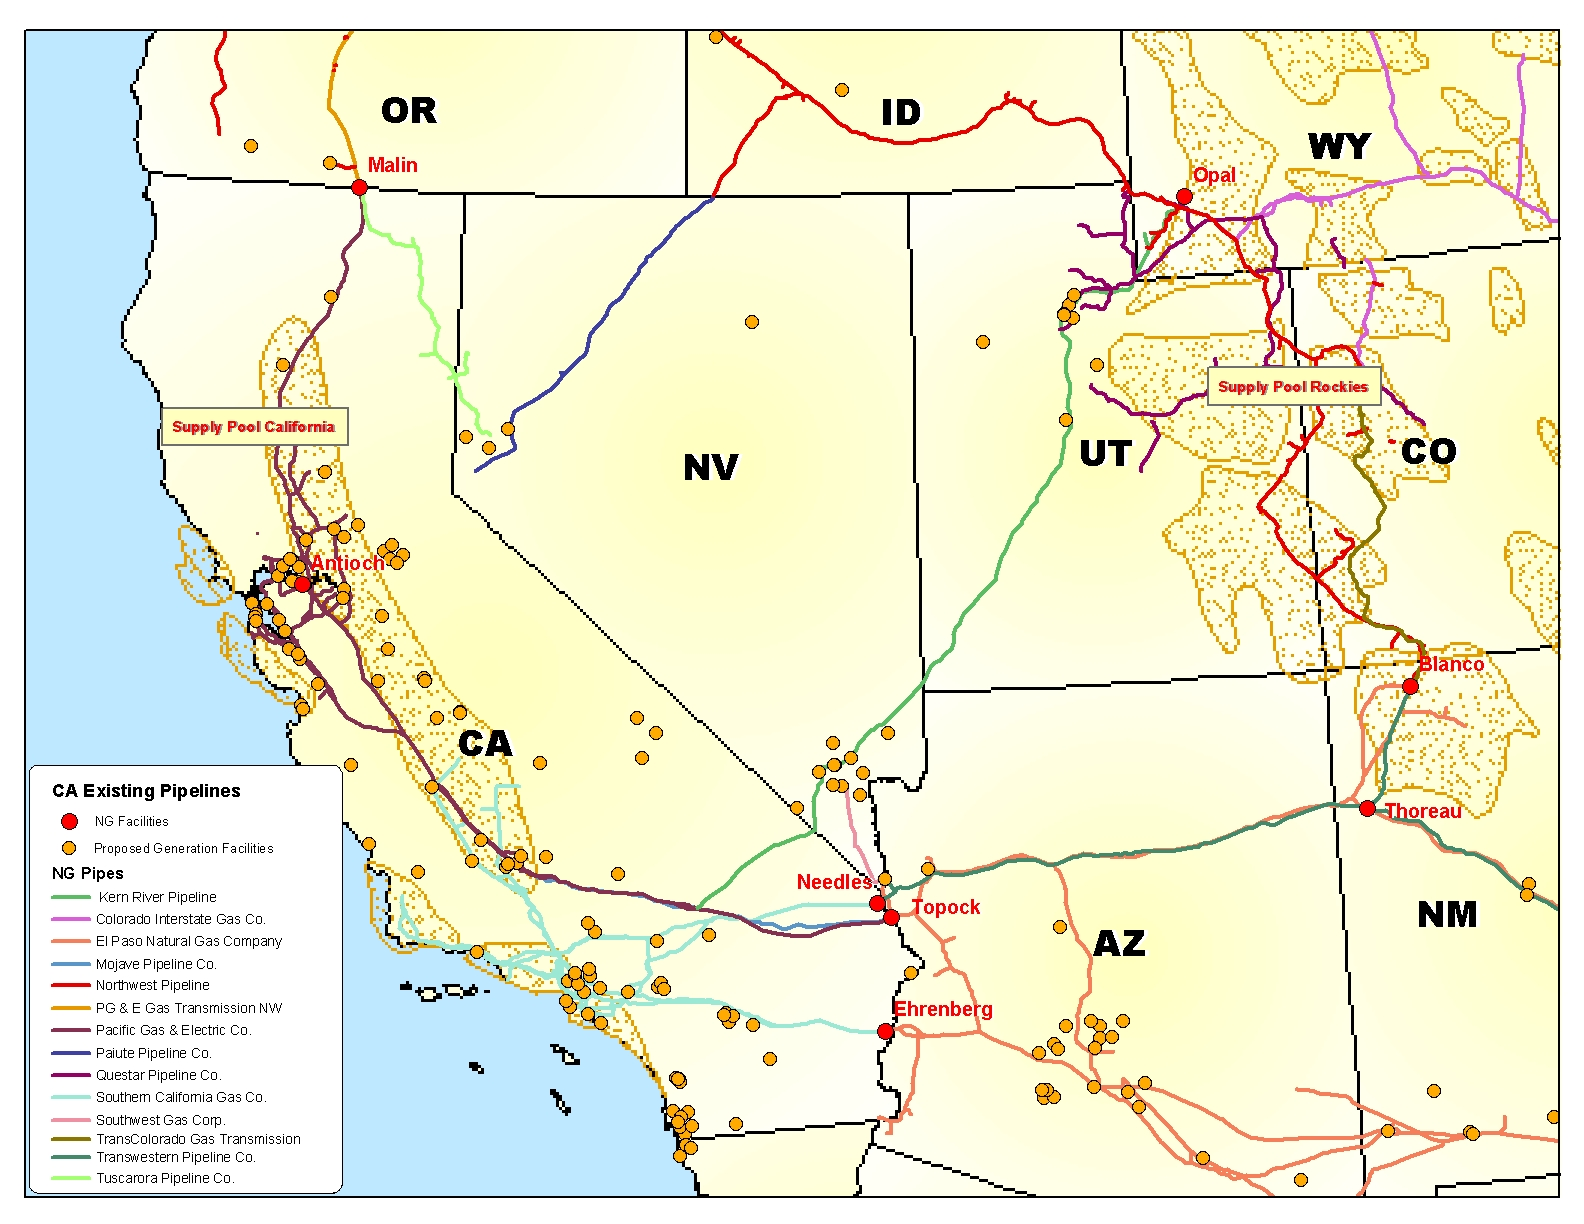 OR
ID
WY
Malin
Opal
Supply Pool Rockies
Supply Pool California
NV
UT
CO
Antioch
Blanco
CA
Thoreau
Needles
Topock
NM
AZ
Ehrenberg
CA Existing Pipelines
NG Facilities
Proposed Generation Facilities
NG Pipes
Kern River Pipeline
Colorado Interstate Gas Co.
El Paso Natural Gas Company
Mojave Pipeline Co.
Northwest Pipeline
PG & E Gas Transmission NW
Pacific Gas & Electric Co.
Paiute Pipeline Co.
Questar Pipeline Co.
Southern California Gas Co.
Southwest Gas Corp.
TransColorado Gas Transmission
Transwestern Pipeline Co.
Tuscarora Pipeline Co.